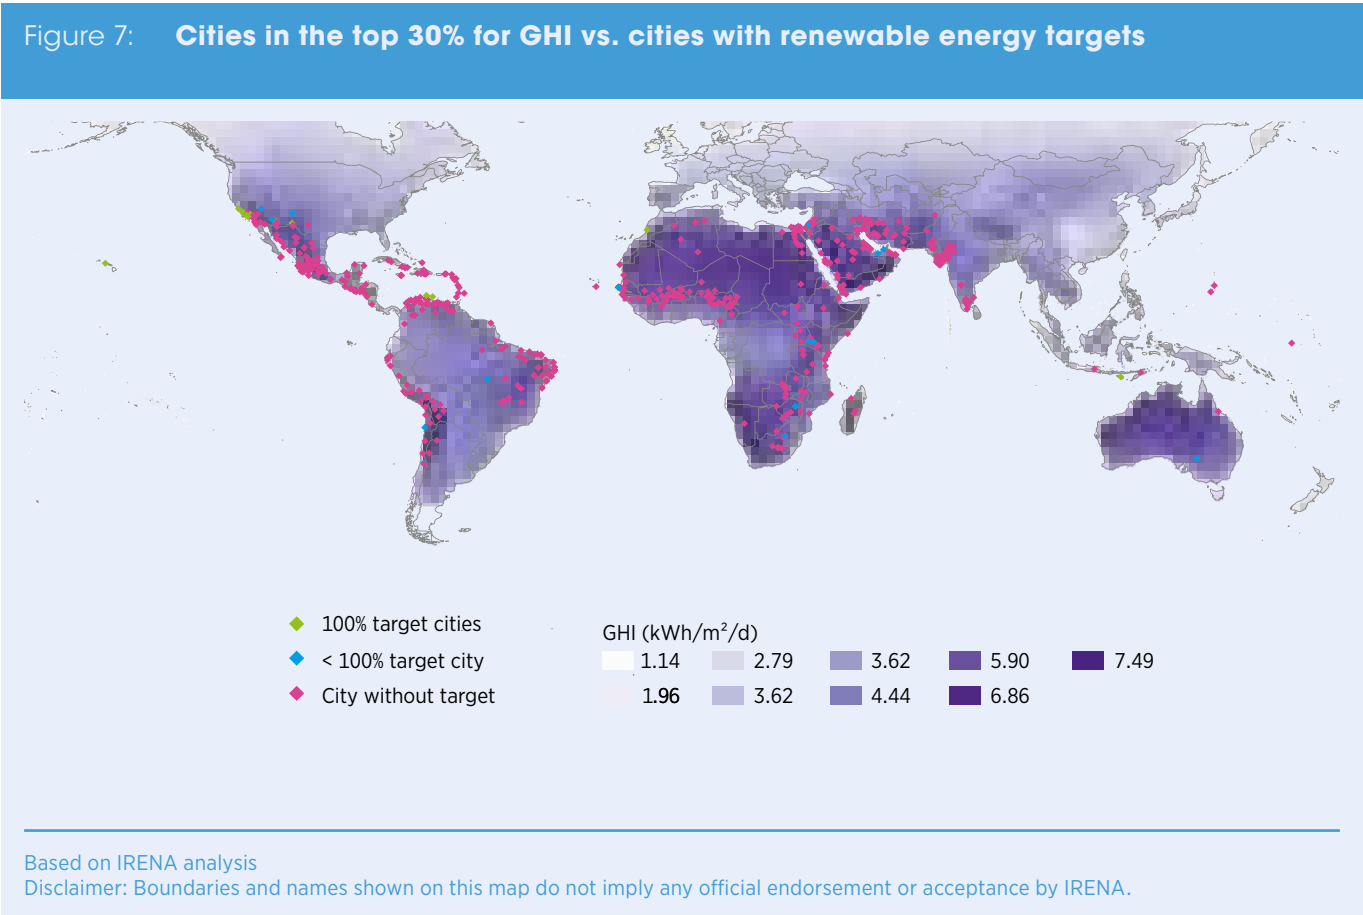 Figure 7: Cities in the top 30% for GHI vs. cities with renewable energy targets
100% target cities
< 100% target city
City without target
GHI (kWh/m²/d)
1.14 2.79 3.62 5.90 7.49
1.96 3.62 4.44 6.86
Based on IRENA analysis
Disclaimer: Boundaries and names shown on this map do not imply any official endorsement or acceptance by IRENA.